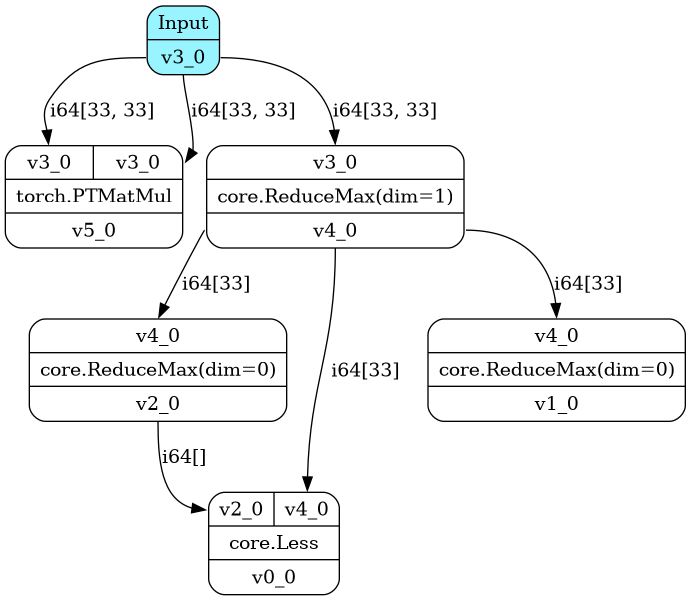 Input
v3_0
i64[33, 33]
i64[33, 33]
i64[33, 33]
v3_0 v3_0
torch.PTMatMul
v5_0
v3_0
core.ReduceMax(dim=1)
v4_0
i64[33]
i64[33]
i64[33]
v4_0
core.ReduceMax(dim=0)
v2_0
v4_0
core.ReduceMax(dim=0)
v1_0
i64[]
v2_0 v4_0
core.Less
v0_0